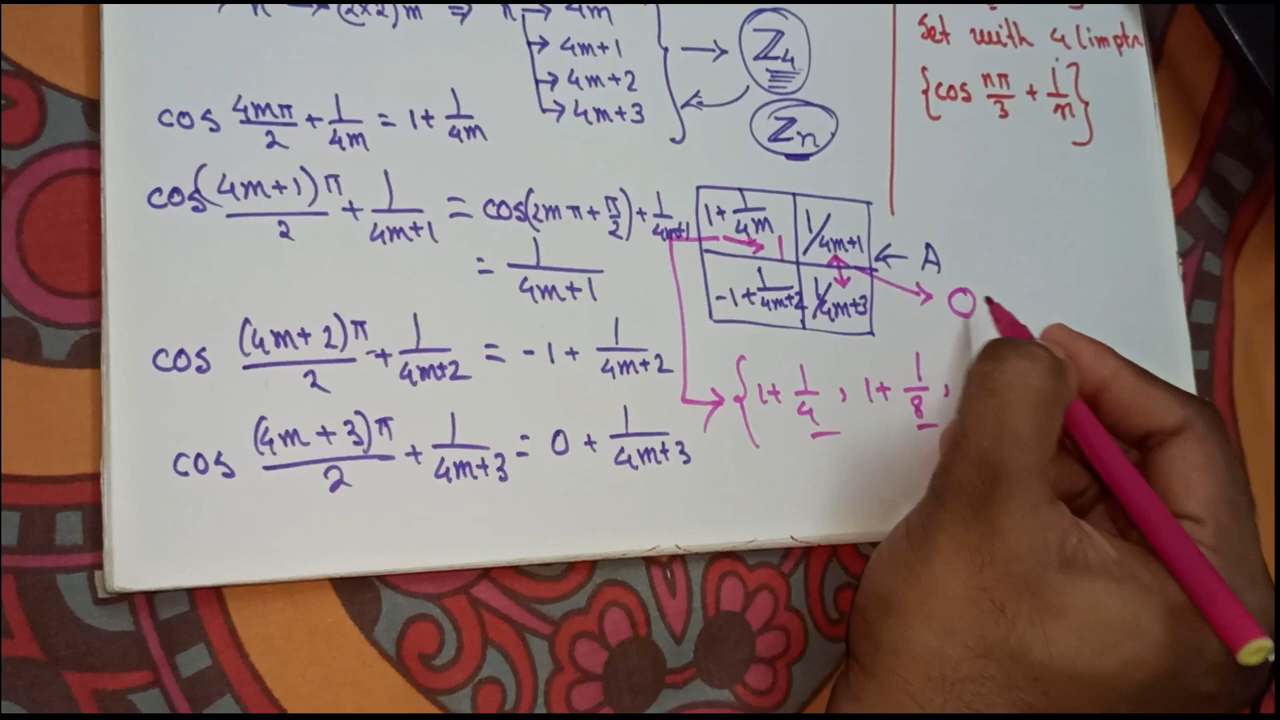 n → (2×2)m ⇒ n → 4m
→ 4m+1
→ 4m+2
→ 4m+3
→ Z₄
Zₙ
cos 4mπ/2 + 1/4m = 1 + 1/4m
cos (4m+1)π/2 + 1/4m+1 = cos(2mπ + π/2) + 1/4m+1
= 1/4m+1
cos (4m+2)π/2 + 1/4m+2 = -1 + 1/4m+2
cos (4m+3)π/2 + 1/4m+3 = 0 + 1/4m+3
1 + 1/4m → 1
1/4m+1
-1 + 1/4m+2
1/4m+3
← A
→ 0
→ {1 + 1/4, 1 + 1/8,
Set with 4 lim pt
{cos nπ/3 + 1/n}